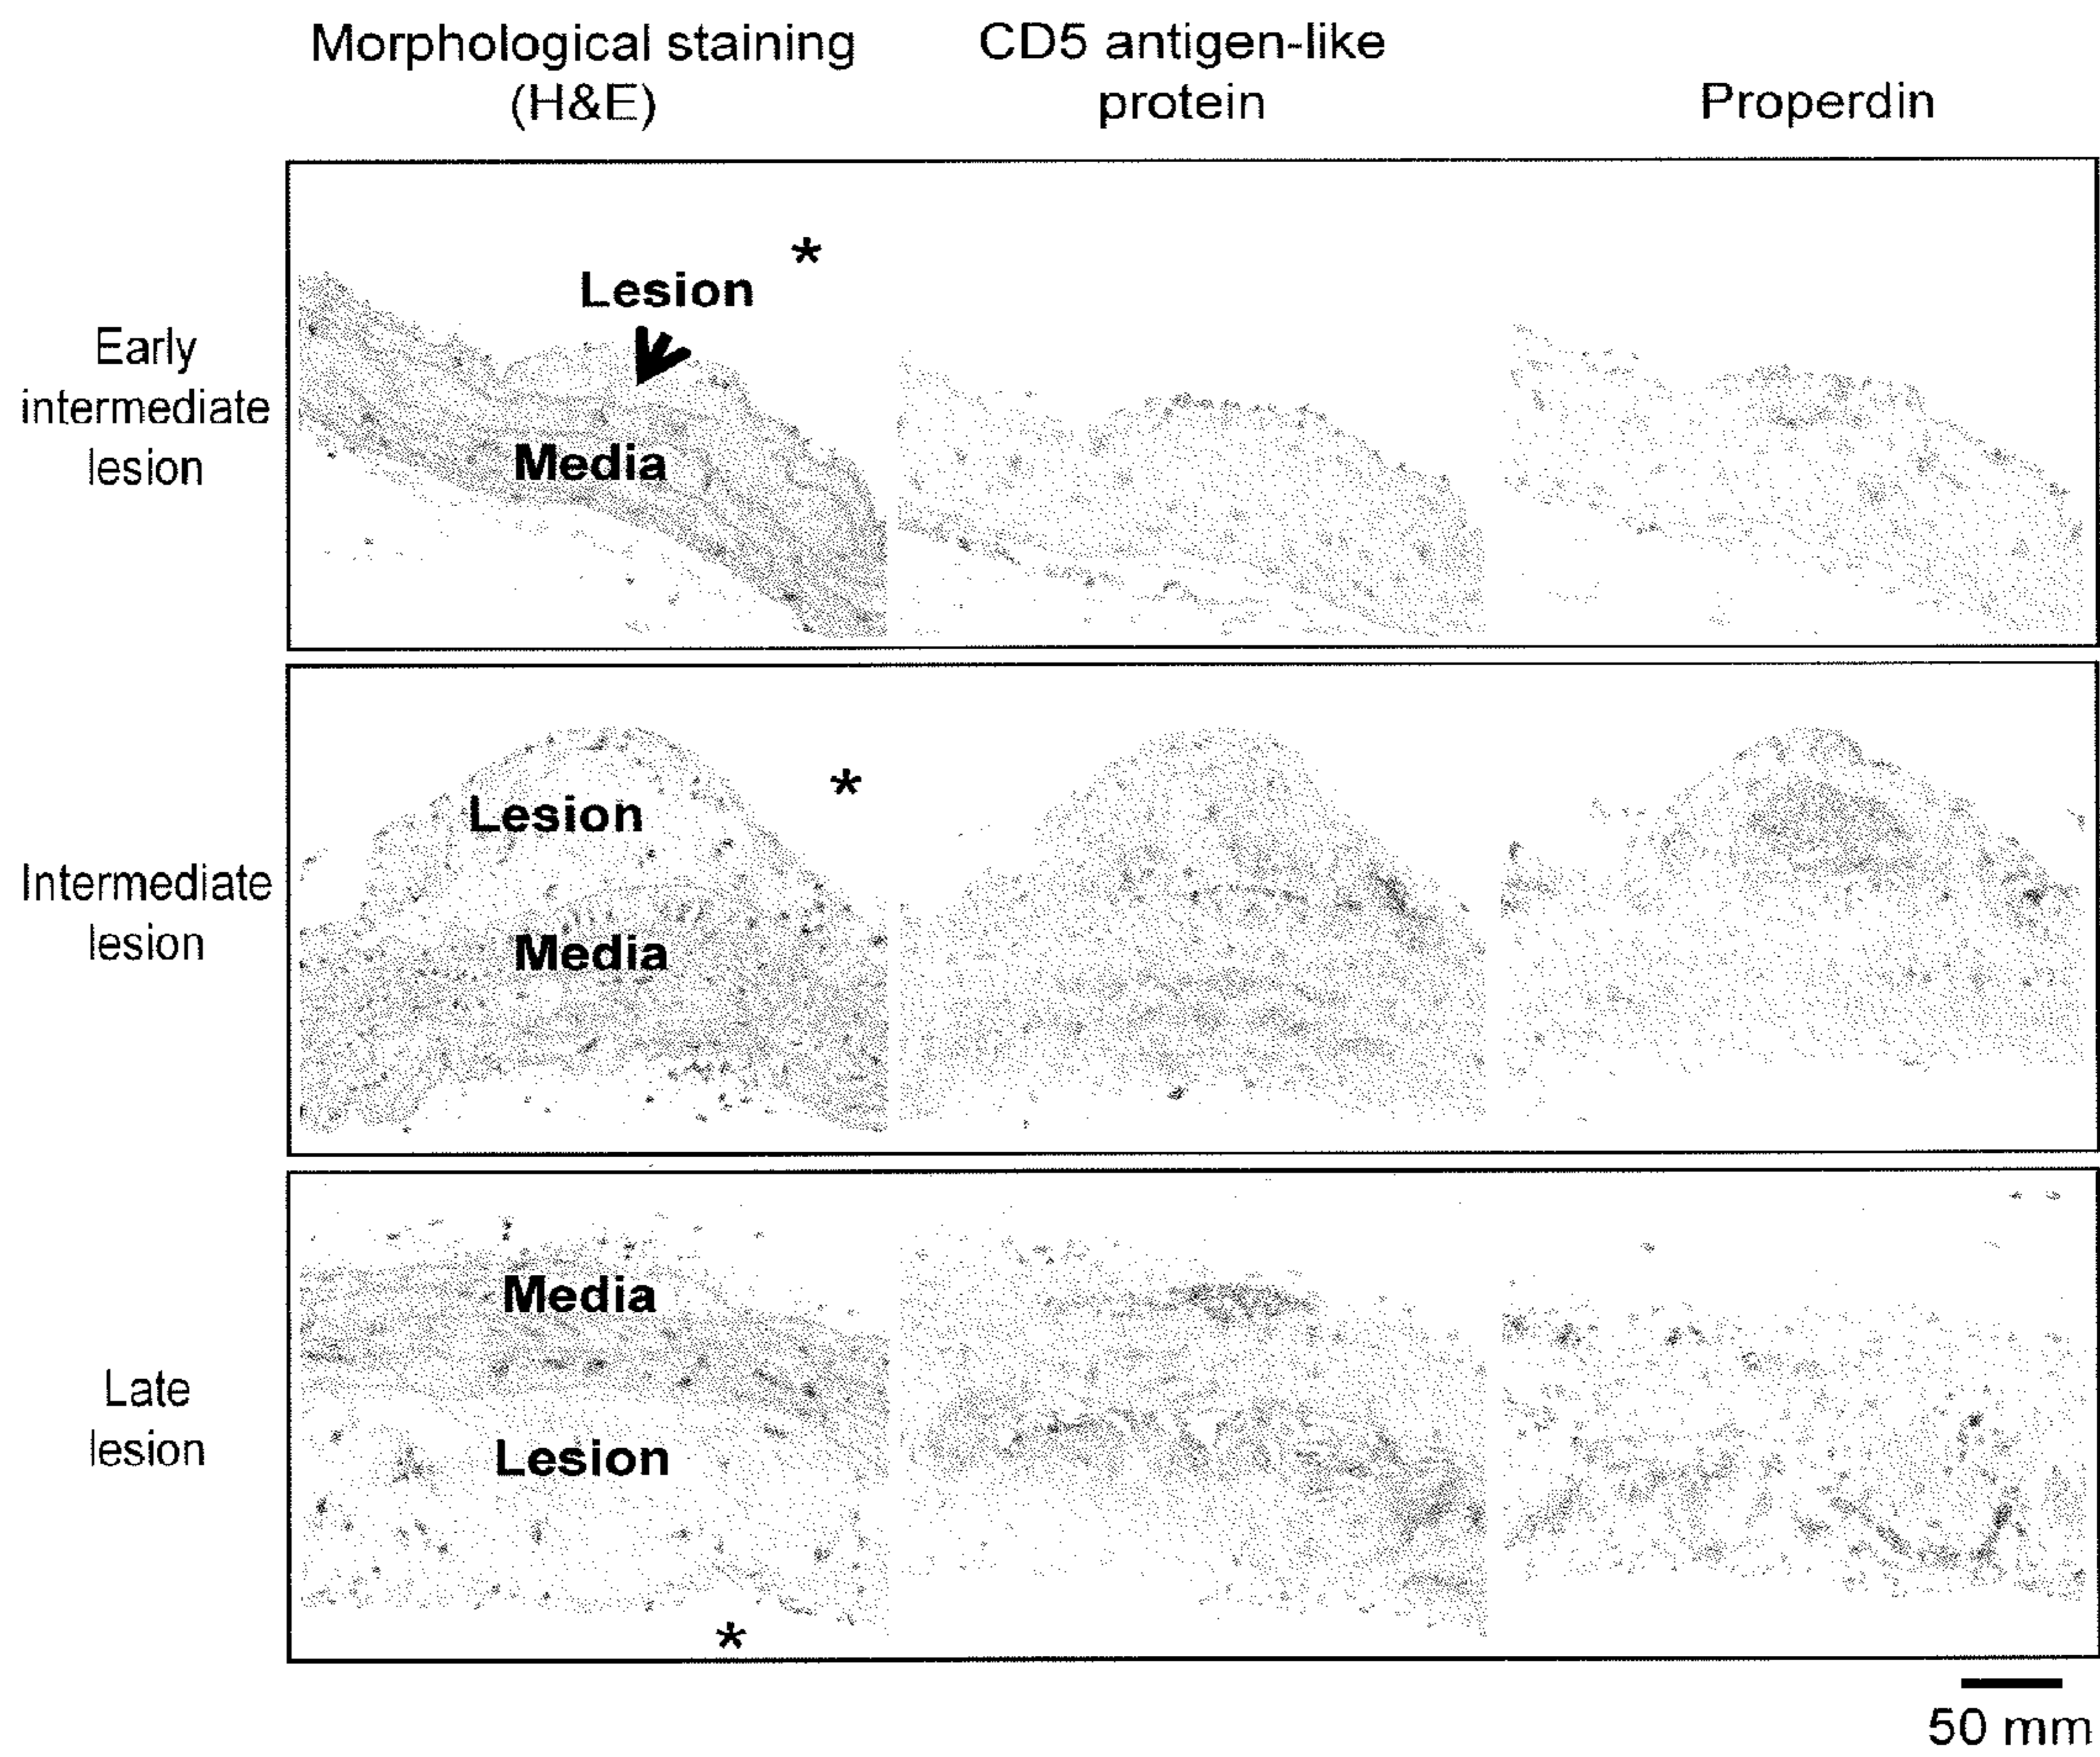 Morphological staining
(H&E)
CD5 antigen-like
protein
Properdin
Early
intermediate
lesion
*
Lesion
Media
Intermediate
lesion
*
Lesion
Media
Late
lesion
Media
Lesion
*
50 mm